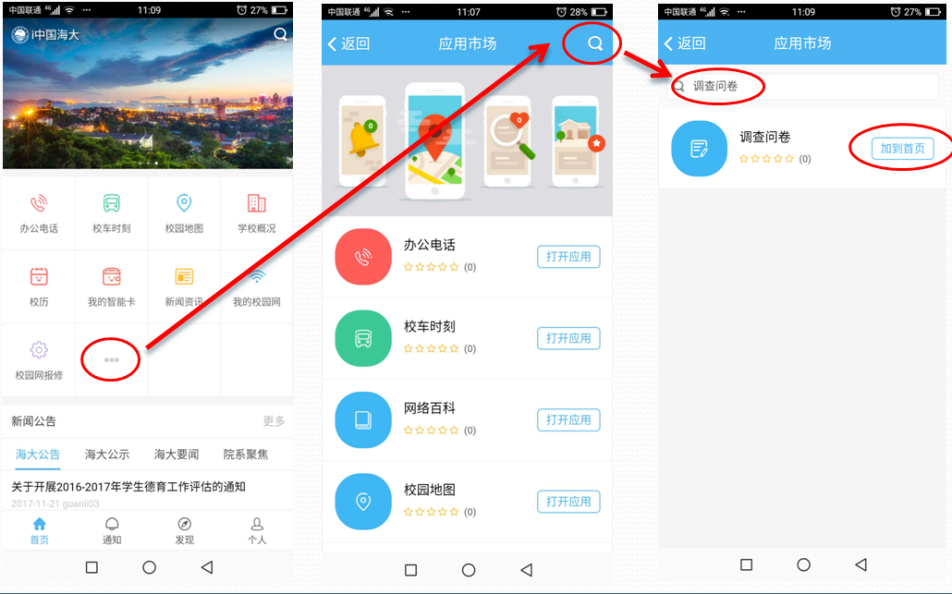 中国联通 4G ... 11:09 27%
i中国海大
办公电话 校车时刻 校园地图 学校概况
校历 我的智能卡 新闻资讯 我的校园网
校园网报修
新闻公告 更多
海大公告 海大公示 海大要闻 院系聚焦
关于开展2016-2017年学生德育工作评估的通知
2017-11-21 guanli03
首页 通知 发现 个人
中国联通 4G ... 11:07 28%
返回 应用市场
办公电话
(0)
打开应用
校车时刻
(0)
打开应用
网络百科
(0)
打开应用
校园地图
(0)
打开应用
中国联通 4G ... 11:09 27%
返回 应用市场
调查问卷
调查问卷
(0)
加到首页